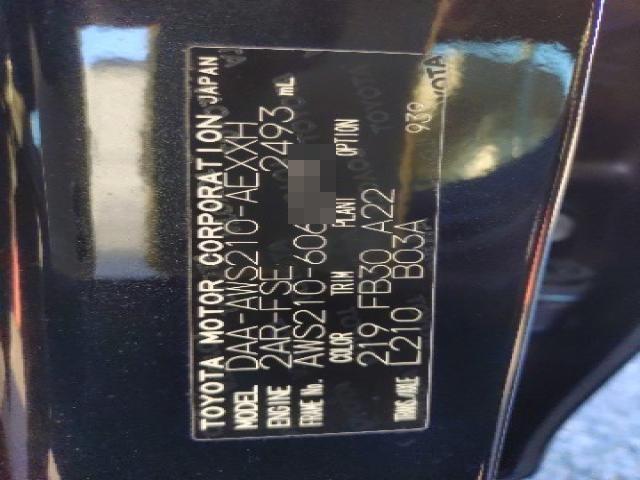 TOYOTA MOTOR CORPORATION JAPAN
MODEL DAA-AWS210-AEXXH
ENGINE 2AR-FSE 2493 mL
FRAME No. AWS210-606
COLOR TRIM PLANT OPTION
219 FB30 A22
TRANS./AXLE L210 B03A 939